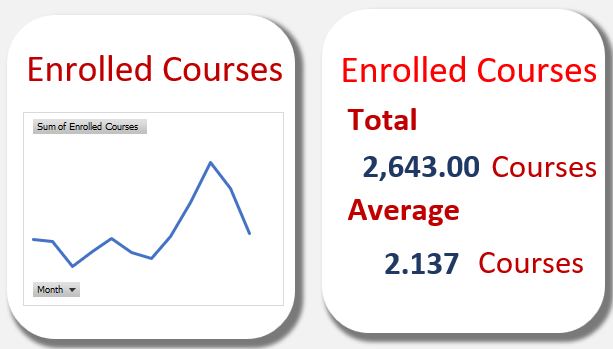 Enrolled Courses
Sum of Enrolled Courses
Month
Enrolled Courses
Total
2,643.00 Courses
Average
2.137 Courses